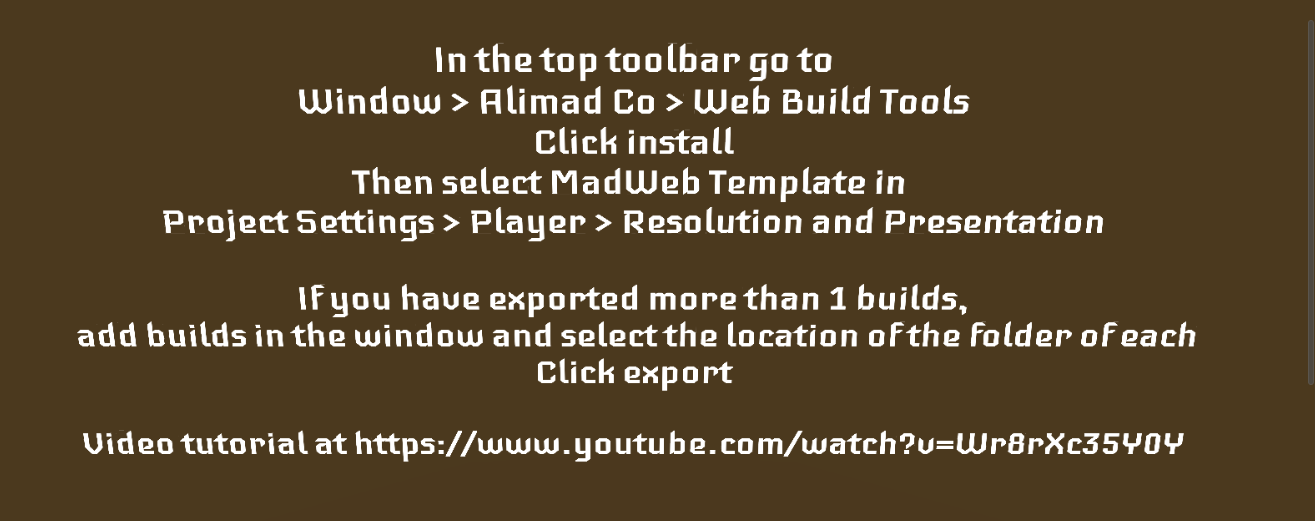 In the top toolbar go to
Window > Alimad Co > Web Build Tools
Click install
Then select MadWeb Template in
Project Settings > Player > Resolution and Presentation
If you have exported more than 1 builds,
add builds in the window and select the location of the folder of each
Click export
Video tutorial at https://www.youtube.com/watch?v=Wr8rXc35Y0Y